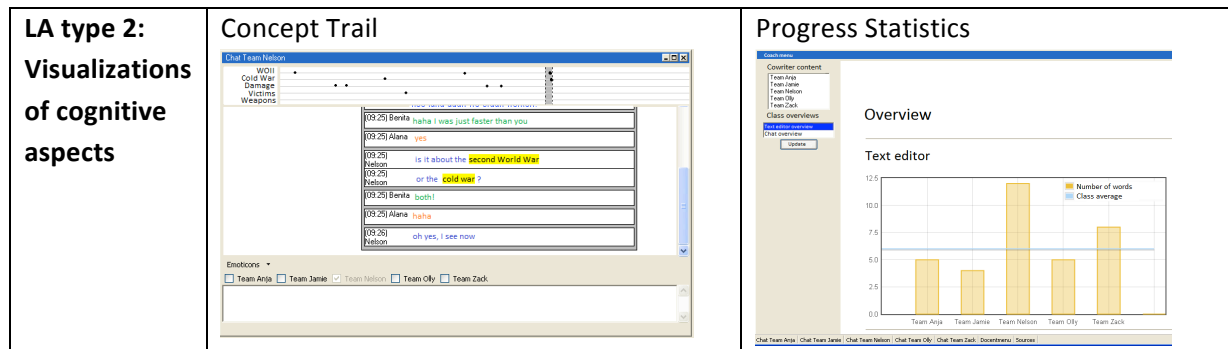 LA type 2:
Visualizations
of cognitive
aspects
Concept Trail
Chat Team Nelson
WOII
Cold War
Damage
Victims
Weapons
(09:25) Benita haha I was just faster than you
(09:25) Alana yes
(09:25)
Nelson
is it about the second World War
(09:25)
Nelson
or the cold war ?
(09:25) Benita both!
(09:25) Alana haha
(09:26)
Nelson
oh yes, I see now
Emoticons
Team Anja Team Jamie Team Nelson Team Olly Team Zack
Progress Statistics
Coach menu
Cowriter content
Team Anja
Team Jamie
Team Nelson
Team Olly
Team Zack
Class overviews
Text editor overview
Chat overview
Update
Overview
Text editor
12.5
10.0
7.5
5.0
2.5
0.0
Number of words
Class average
Team Anja Team Jamie Team Nelson Team Olly Team Zack
Chat Team Anja Chat Team Jamie Chat Team Nelson Chat Team Olly Chat Team Zack Docentmenu Sources